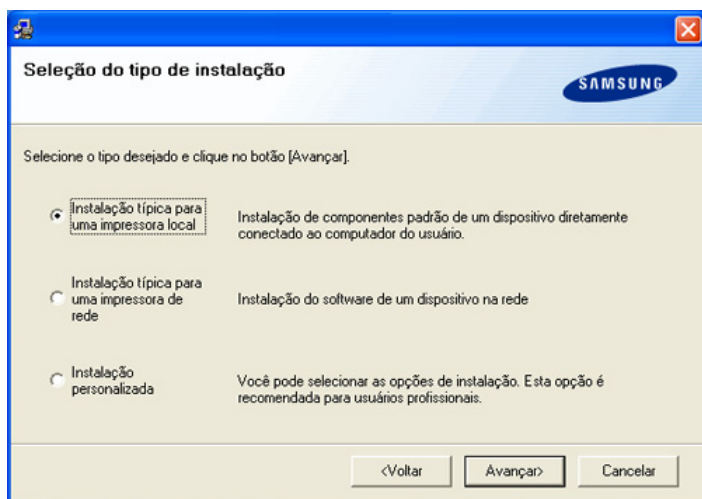 Seleção do tipo de instalação
SAMSUNG
Selecione o tipo desejado e clique no botão [Avançar].
Instalação típica para
uma impressora local
Instalação de componentes padrão de um dispositivo diretamente
conectado ao computador do usuário.
Instalação típica para
uma impressora de
rede
Instalação do software de um dispositivo na rede
Instalação
personalizada
Você pode selecionar as opções de instalação. Esta opção é
recomendada para usuários profissionais.
<Voltar
Avançar>
Cancelar